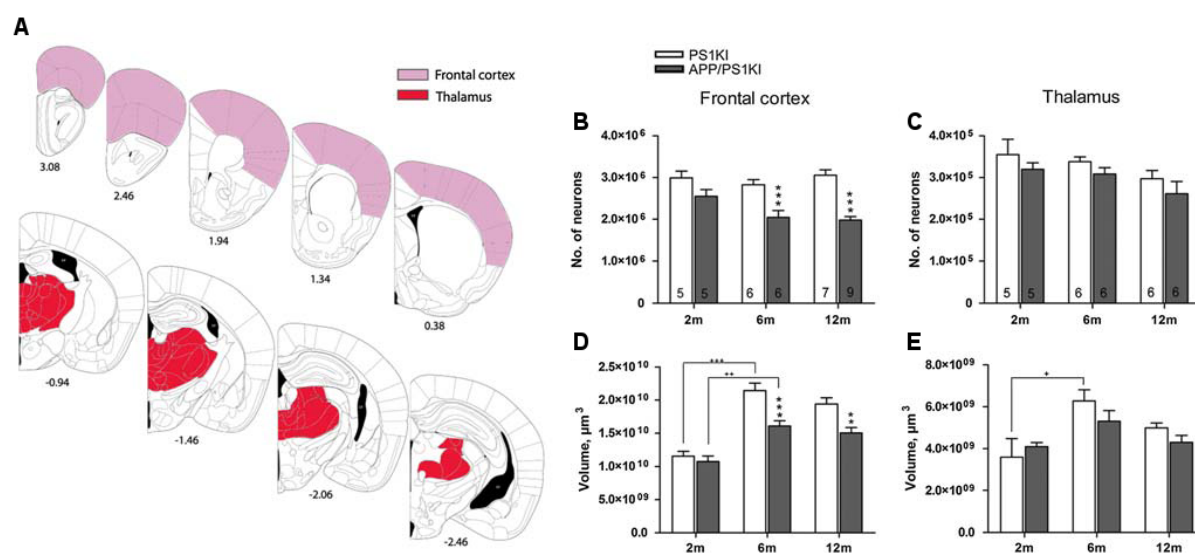 A
Frontal cortex
Thalamus
3.08
2.46
1.94
1.34
0.38
-0.94
-1.46
-2.06
-2.46
PS1KI
APP/PS1KI
Frontal cortex
Thalamus
B
No. of neurons
4.0×10⁶
3.0×10⁶
2.0×10⁶
1.0×10⁶
0
***
***
5 5 6 6 7 9
2m 6m 12m
C
No. of neurons
4.0×10⁵
3.0×10⁵
2.0×10⁵
1.0×10⁵
0
5 5 6 6 6 6
2m 6m 12m
D
Volume, µm³
2.5×10¹⁰
2.0×10¹⁰
1.5×10¹⁰
1.0×10¹⁰
5.0×10⁰⁹
0.0
+++
++
***
**
2m 6m 12m
E
Volume, µm³
8.0×10⁰⁹
6.0×10⁰⁹
4.0×10⁰⁹
2.0×10⁰⁹
0.0
+
2m 6m 12m